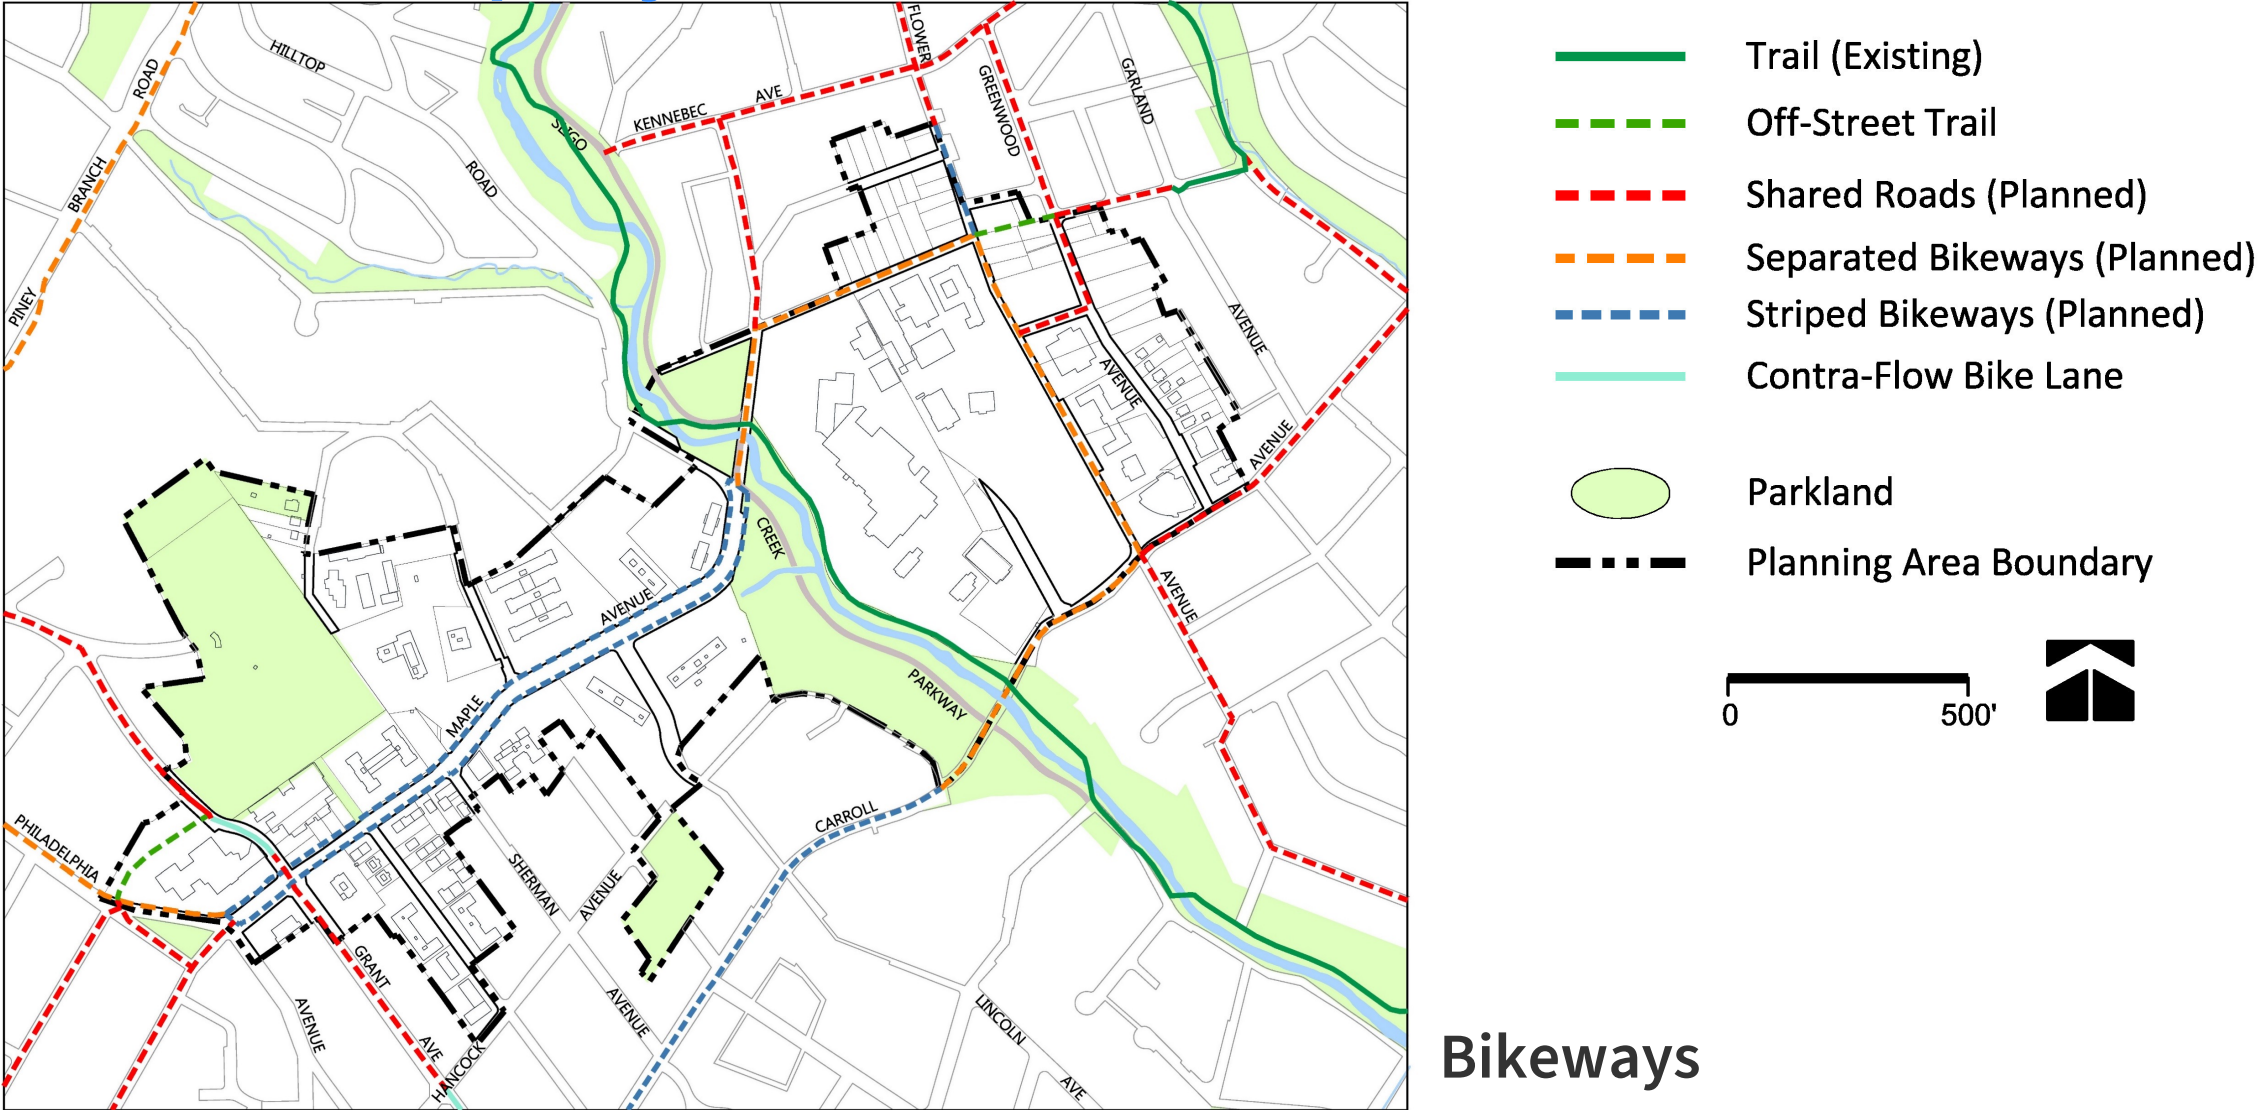 HILLTOP
ROAD
BRANCH
PINEY
ROAD
SLIGO
KENNEBEC
AVE
FLOWER
GREENWOOD
GARLAND
AVENUE
AVENUE
AVENUE
AVENUE
CREEK
PARKWAY
AVENUE
MAPLE
PHILADELPHIA
CARROLL
SHERMAN
AVENUE
AVENUE
GRANT
AVE
AVENUE
HANCOCK
LINCOLN
AVE
Trail (Existing)
Off-Street Trail
Shared Roads (Planned)
Separated Bikeways (Planned)
Striped Bikeways (Planned)
Contra-Flow Bike Lane
Parkland
Planning Area Boundary
0 500'
Bikeways